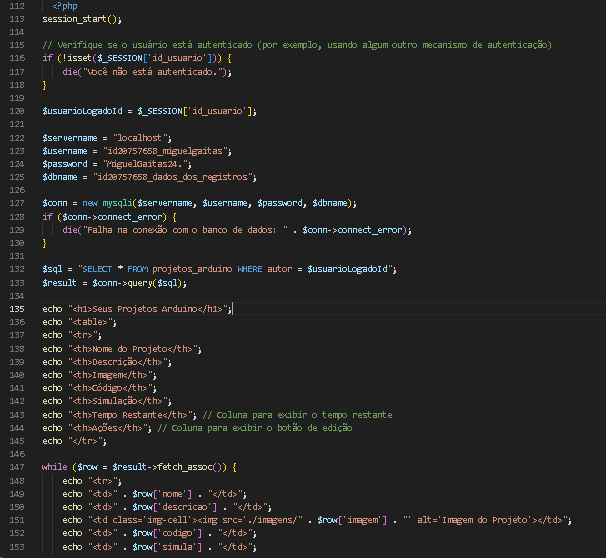 112 <?php
113 session_start();
114
115 // Verifique se o usuário está autenticado (por exemplo, usando algum outro mecanismo de autenticação)
116 if (!isset($_SESSION['id_usuario'])) {
117 die("Você não está autenticado.");
118 }
119
120 $usuarioLogadoId = $_SESSION['id_usuario'];
121
122 $servername = "localhost";
123 $username = "id20757658_miguelgaitas";
124 $password = "MiguelGaitas24.";
125 $dbname = "id20757658_dados_dos_registros";
126
127 $conn = new mysqli($servername, $username, $password, $dbname);
128 if ($conn->connect_error) {
129 die("Falha na conexão com o banco de dados: " . $conn->connect_error);
130 }
131
132 $sql = "SELECT * FROM projetos_arduino WHERE autor = $usuarioLogadoId";
133 $result = $conn->query($sql);
134
135 echo "<h1>Seus Projetos Arduino</h1>";
136 echo "<table>";
137 echo "<tr>";
138 echo "<th>Nome do Projeto</th>";
139 echo "<th>Descrição</th>";
140 echo "<th>Imagem</th>";
141 echo "<th>Código</th>";
142 echo "<th>Simulação</th>";
143 echo "<th>Tempo Restante</th>"; // Coluna para exibir o tempo restante
144 echo "<th>Ações</th>"; // Coluna para exibir o botão de edição
145 echo "</tr>";
146
147 while ($row = $result->fetch_assoc()) {
148 echo "<tr>";
149 echo "<td>" . $row['nome'] . "</td>";
150 echo "<td>" . $row['descricao'] . "</td>";
151 echo "<td class='img-cell'><img src='./imagens/" . $row['imagem'] . "' alt='Imagem do Projeto'></td>";
152 echo "<td>" . $row['codigo'] . "</td>";
153 echo "<td>" . $row['simula'] . "</td>";